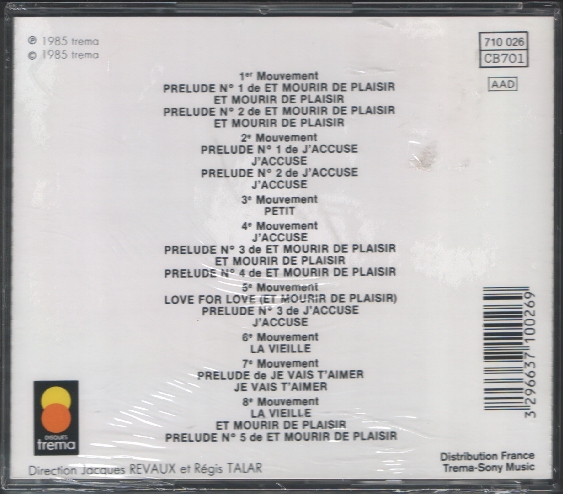 ℗ 1985 trema
© 1985 trema
710 026
CB701
AAD
1er Mouvement
PRELUDE N° 1 de ET MOURIR DE PLAISIR
ET MOURIR DE PLAISIR
PRELUDE N° 2 de ET MOURIR DE PLAISIR
ET MOURIR DE PLAISIR
2e Mouvement
PRELUDE N° 1 de J'ACCUSE
J'ACCUSE
PRELUDE N° 2 de J'ACCUSE
J'ACCUSE
3e Mouvement
PETIT
4e Mouvement
J'ACCUSE
PRELUDE N° 3 de ET MOURIR DE PLAISIR
ET MOURIR DE PLAISIR
PRELUDE N° 4 de ET MOURIR DE PLAISIR
5e Mouvement
LOVE FOR LOVE (ET MOURIR DE PLAISIR)
PRELUDE N° 3 de J'ACCUSE
J'ACCUSE
6e Mouvement
LA VIEILLE
7e Mouvement
PRELUDE de JE VAIS T'AIMER
JE VAIS T'AIMER
8e Mouvement
LA VIEILLE
ET MOURIR DE PLAISIR
PRELUDE N° 5 de ET MOURIR DE PLAISIR
3 296637 100269
DISQUES
trema
Direction Jacques REVAUX et Régis TALAR
Distribution France
Trema-Sony Music